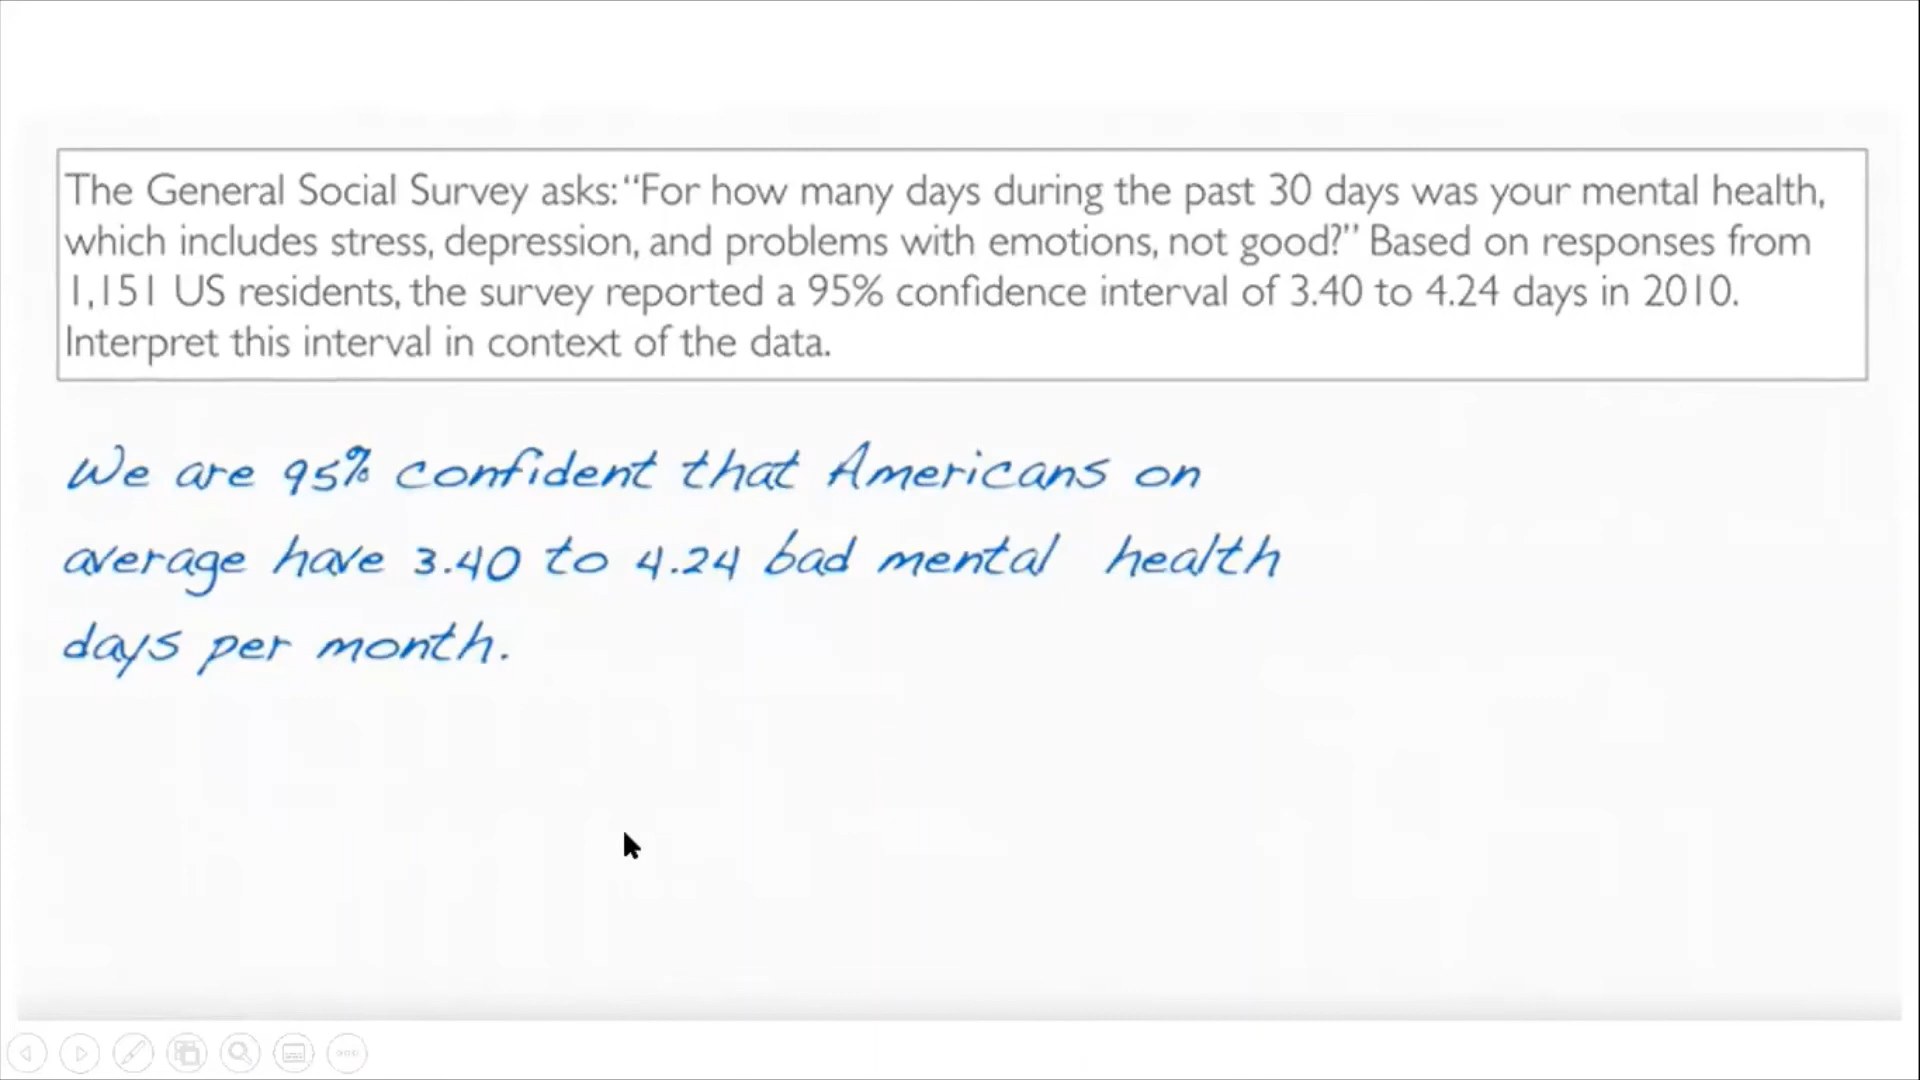 The General Social Survey asks: “For how many days during the past 30 days was your mental health,
which includes stress, depression, and problems with emotions, not good?” Based on responses from
1,151 US residents, the survey reported a 95% confidence interval of 3.40 to 4.24 days in 2010.
Interpret this interval in context of the data.
We are 95% confident that Americans on
average have 3.40 to 4.24 bad mental health
days per month.